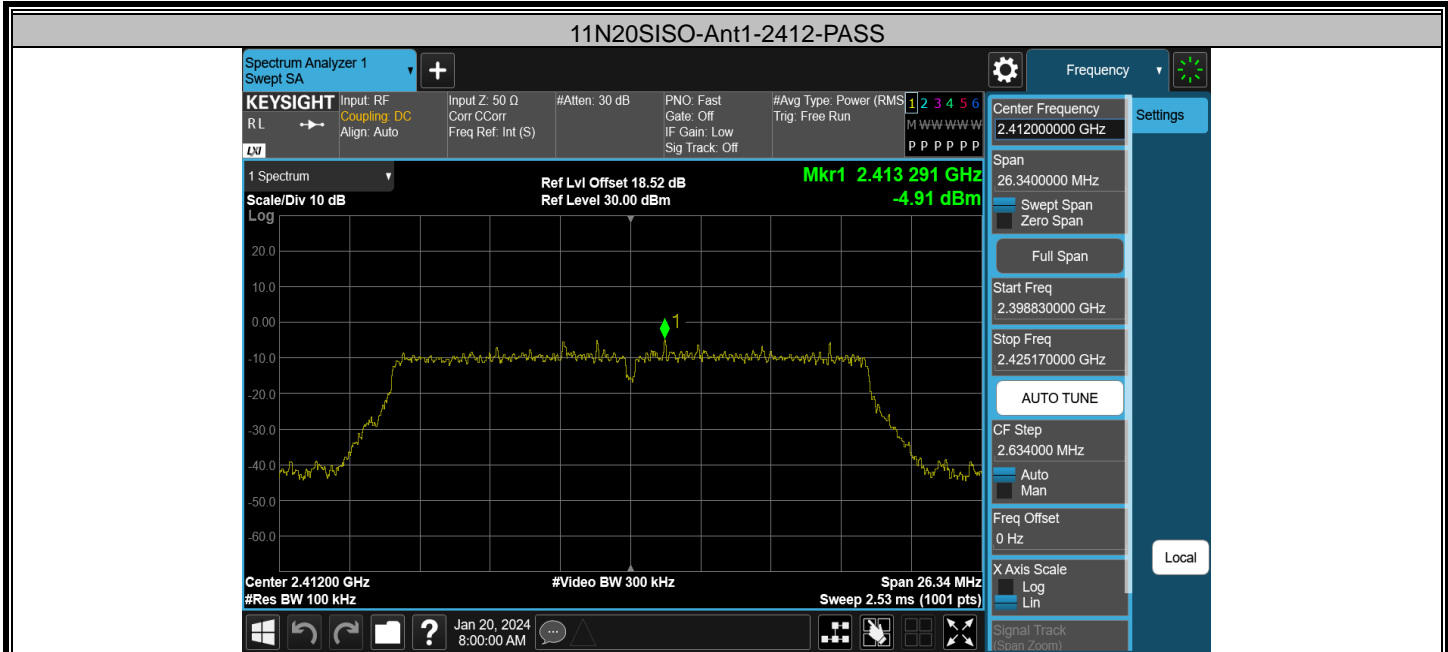 11N20SISO-Ant1-2412-PASS
Spectrum Analyzer 1
Swept SA
Frequency
KEYSIGHT
RL
LXI
Input: RF
Coupling: DC
Align: Auto
Input Z: 50 Ω
Corr CCorr
Freq Ref: Int (S)
#Atten: 30 dB
PNO: Fast
Gate: Off
IF Gain: Low
Sig Track: Off
#Avg Type: Power (RMS
Trig: Free Run
1 2 3 4 5 6
M W W W W W
P P P P P P
1 Spectrum
Scale/Div 10 dB
Log
Ref Lvl Offset 18.52 dB
Ref Level 30.00 dBm
Mkr1 2.413 291 GHz
-4.91 dBm
20.0
10.0
0.00
-10.0
-20.0
-30.0
-40.0
-50.0
-60.0
1
Center 2.41200 GHz
#Video BW 300 kHz
Span 26.34 MHz
#Res BW 100 kHz
Sweep 2.53 ms (1001 pts)
Jan 20, 2024
8:00:00 AM
Center Frequency
2.412000000 GHz
Settings
Span
26.3400000 MHz
Swept Span
Zero Span
Full Span
Start Freq
2.398830000 GHz
Stop Freq
2.425170000 GHz
AUTO TUNE
CF Step
2.634000 MHz
Auto
Man
Freq Offset
0 Hz
X Axis Scale
Log
Lin
Signal Track
(Span Zoom)
Local